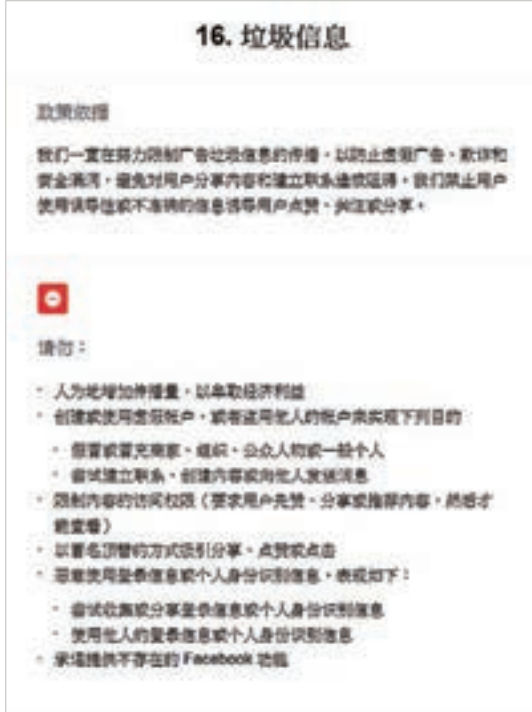 16. 垃圾信息
政策依据
我们一直在努力限制广告垃圾信息的传播，以防止虚假广告、欺诈和
安全漏洞，避免对用户分享内容和建立联系造成阻碍。我们禁止用户
使用误导性或不准确的信息诱导用户点赞、关注或分享。
请勿：
· 人为地增加传播量，以牟取经济利益
· 创建或使用虚假帐户，或者盗用他人的帐户来实现下列目的
· 假冒或冒充商家、组织、公众人物或一般个人
· 尝试建立联系、创建内容或向他人发送消息
· 限制内容的访问权限（要求用户先赞、分享或推荐内容，然后才
能查看）
· 以冒名顶替的方式吸引分享、点赞或点击
· 恶意使用登录信息或个人身份识别信息，表现如下：
· 尝试收集或分享登录信息或个人身份识别信息
· 使用他人的登录信息或个人身份识别信息
· 承诺提供不存在的 Facebook 功能